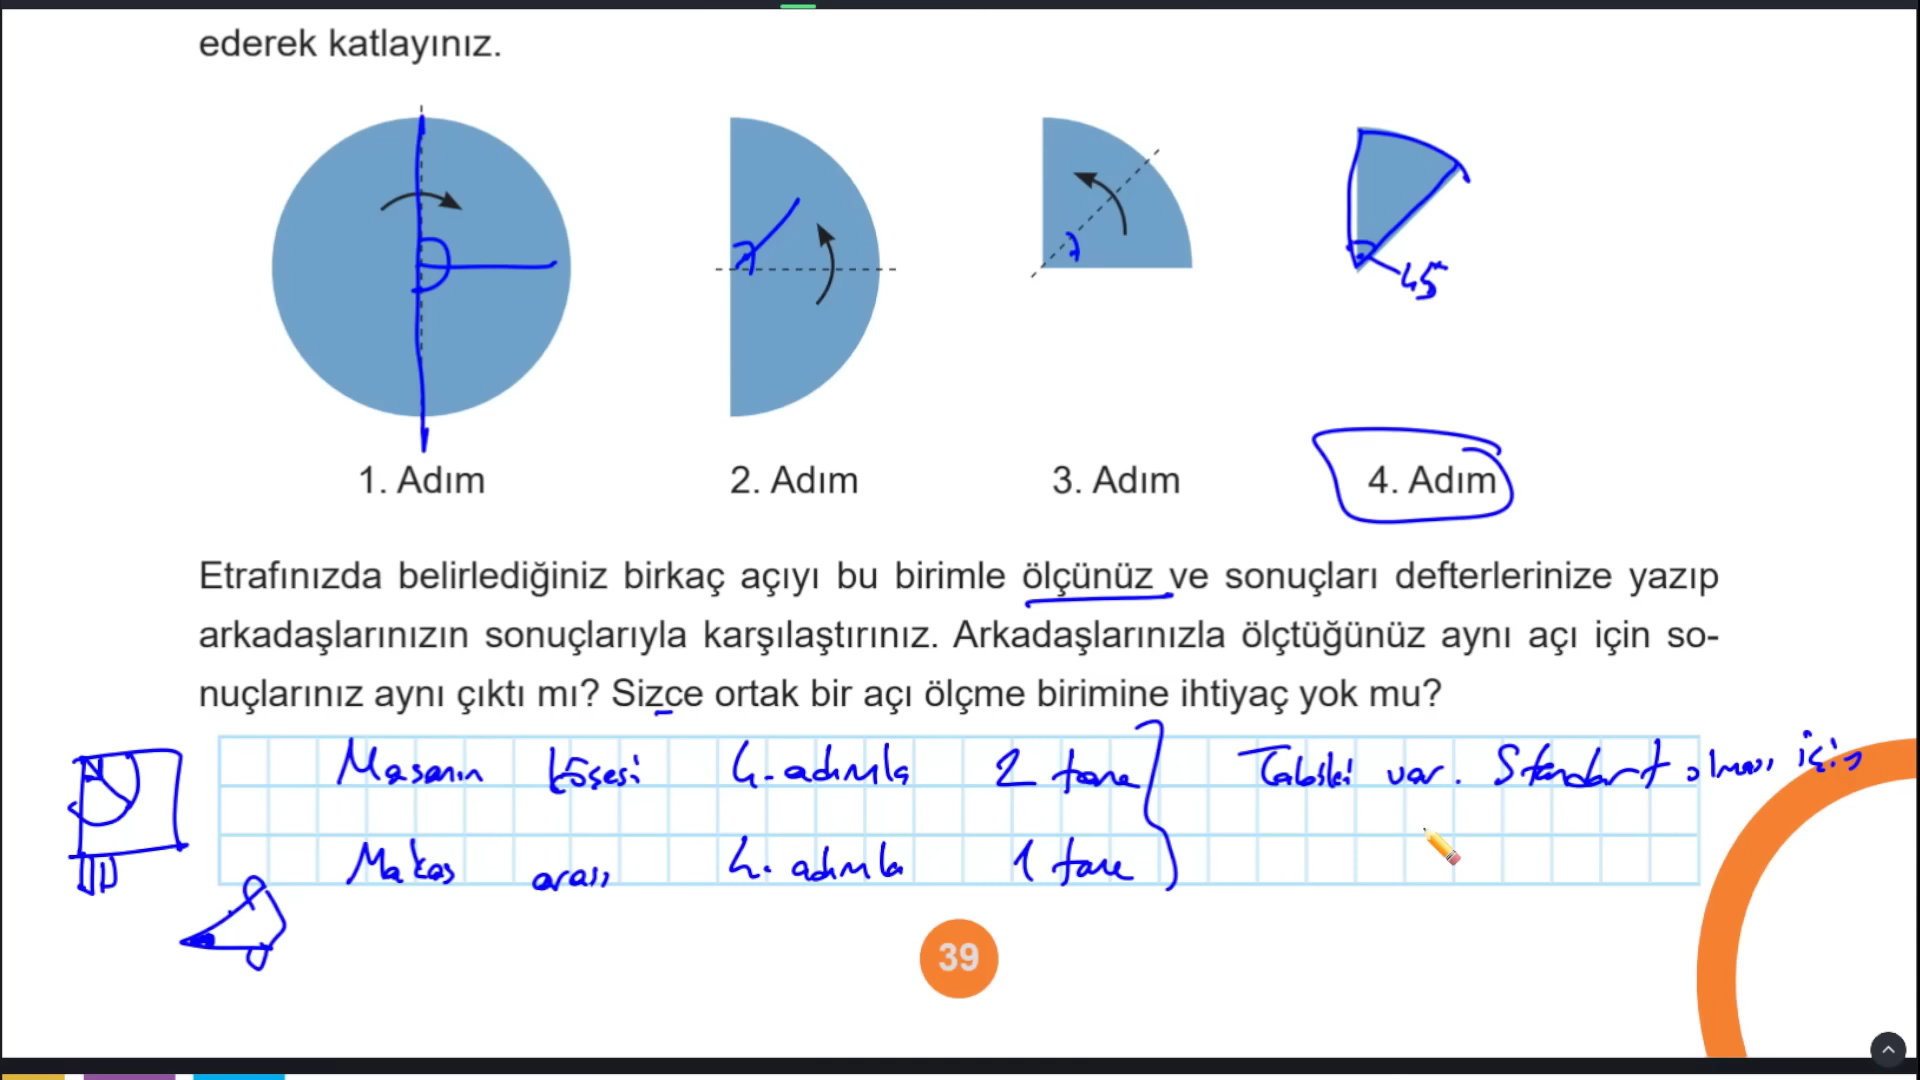 ederek katlayınız.
45°
1. Adım 2. Adım 3. Adım 4. Adım
Etrafınızda belirlediğiniz birkaç açıyı bu birimle ölçünüz ve sonuçları defterlerinize yazıp
arkadaşlarınızın sonuçlarıyla karşılaştırınız. Arkadaşlarınızla ölçtüğünüz aynı açı için so-
nuçlarınız aynı çıktı mı? Sizce ortak bir açı ölçme birimine ihtiyaç yok mu?
Masanın köşesi 4. adımla 2 tane Tabiiki var. Standart olması için
Makas arası 4. adımla 1 tane
39